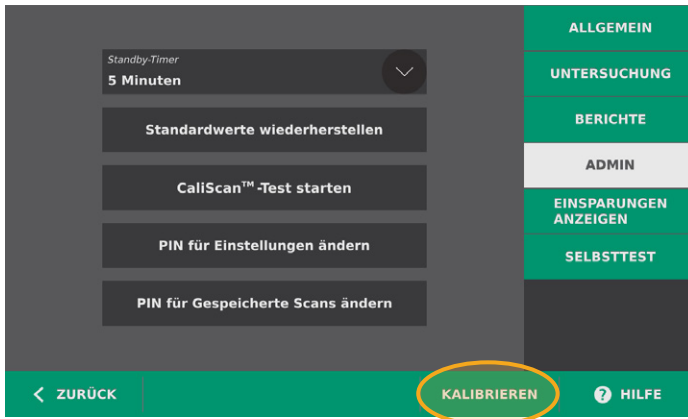 Standby-Timer
5 Minuten
Standardwerte wiederherstellen
CaliScan™-Test starten
PIN für Einstellungen ändern
PIN für Gespeicherte Scans ändern
ALLGEMEIN
UNTERSUCHUNG
BERICHTE
ADMIN
EINSPARUNGEN
ANZEIGEN
SELBSTTEST
ZURÜCK
KALIBRIEREN
? HILFE